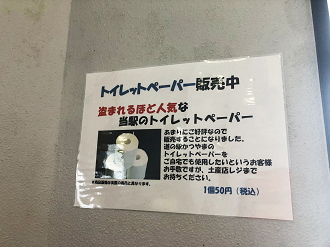 トイレットペーパー販売中
盗まれるほど人気な
当駅のトイレットペーパー
あまりにご好評なので
販売することになりました。
道の駅かつやまの
トイレットペーパーを
ご自宅でも使用したいというお客様
お手数ですが、土産店レジまで
お持ちください。
1個50円（税込）